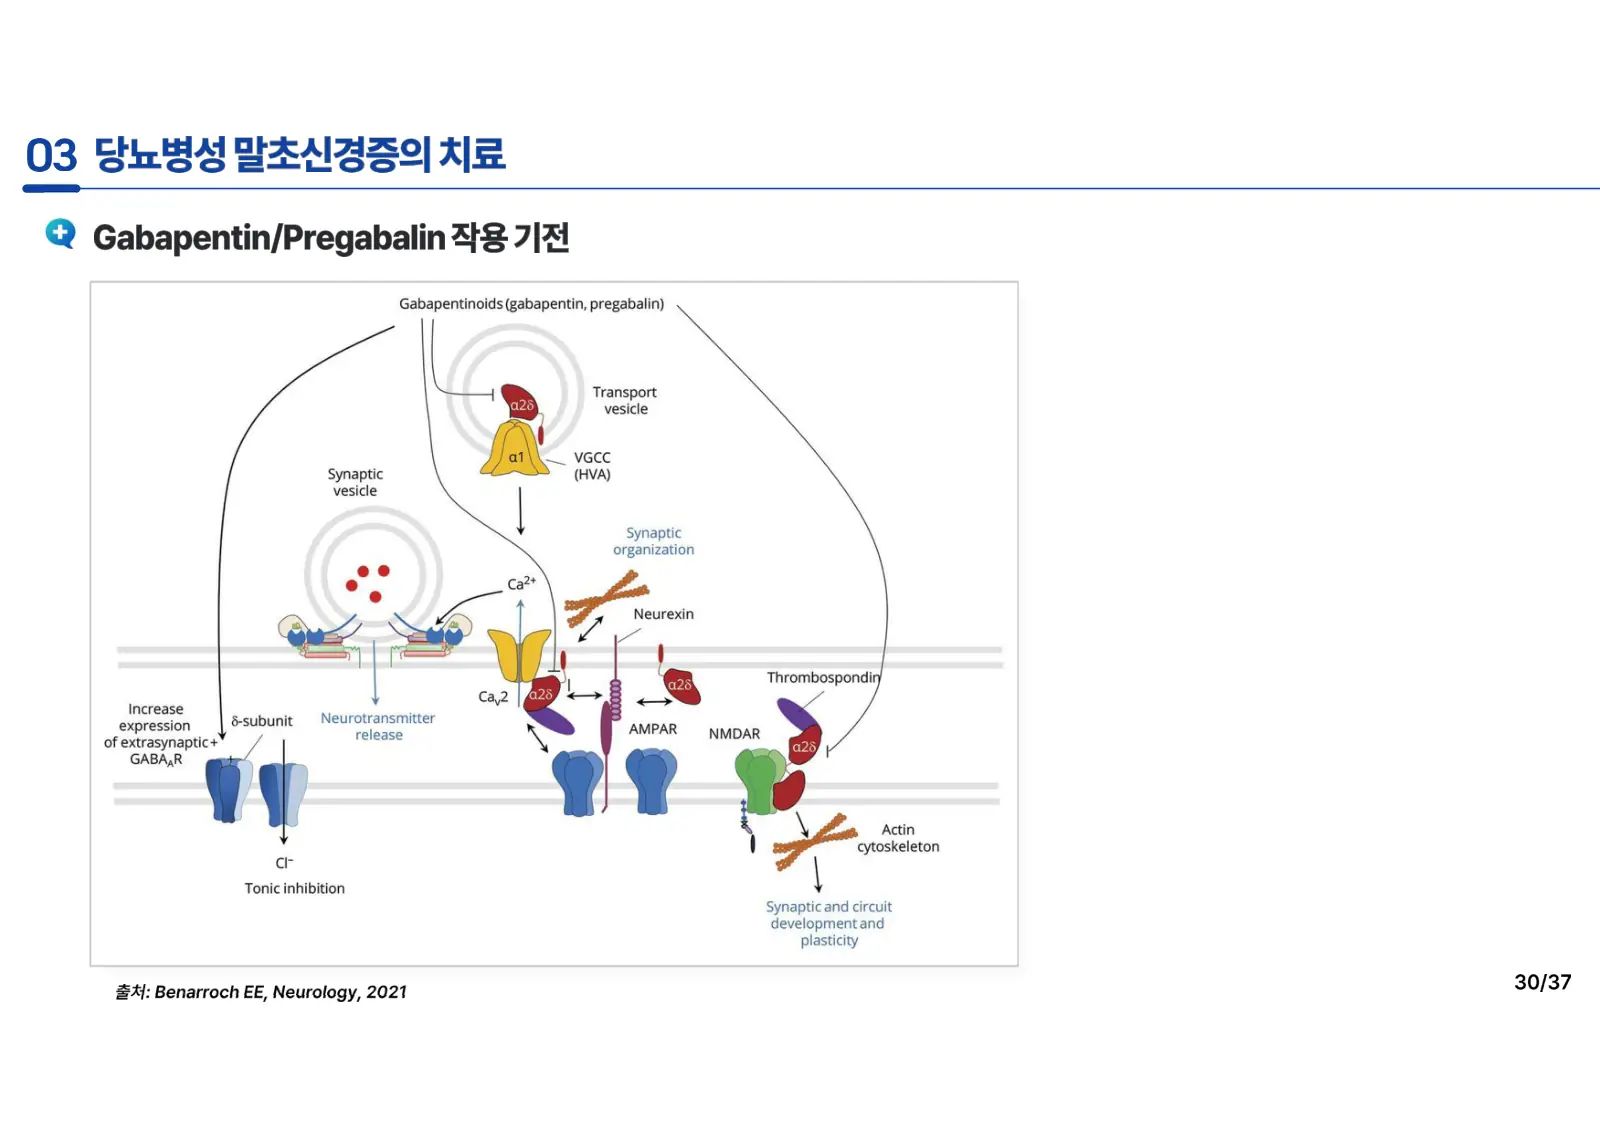 03 당뇨병성 말초신경증의 치료
Gabapentin/Pregabalin 작용 기전
Gabapentinoids (gabapentin, pregabalin)
α2δ
Transport
vesicle
α1
VGCC
(HVA)
Synaptic
vesicle
Synaptic
organization
Ca2+
Neurexin
Cav2
α2δ
α2δ
Thrombospondin
Increase
expression
of extrasynaptic +
GABAAR
δ-subunit
Neurotransmitter
release
AMPAR
NMDAR
α2δ
Cl–
Tonic inhibition
Actin
cytoskeleton
Synaptic and circuit
development and
plasticity
출처: Benarroch EE, Neurology, 2021
30/37